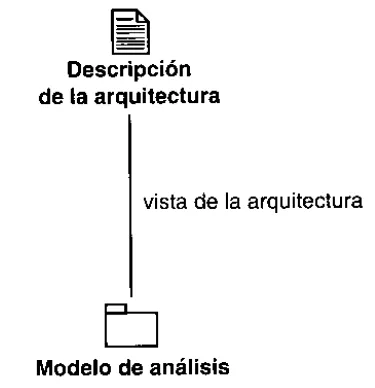 Descripción
de la arquitectura
vista de la arquitectura
Modelo de análisis